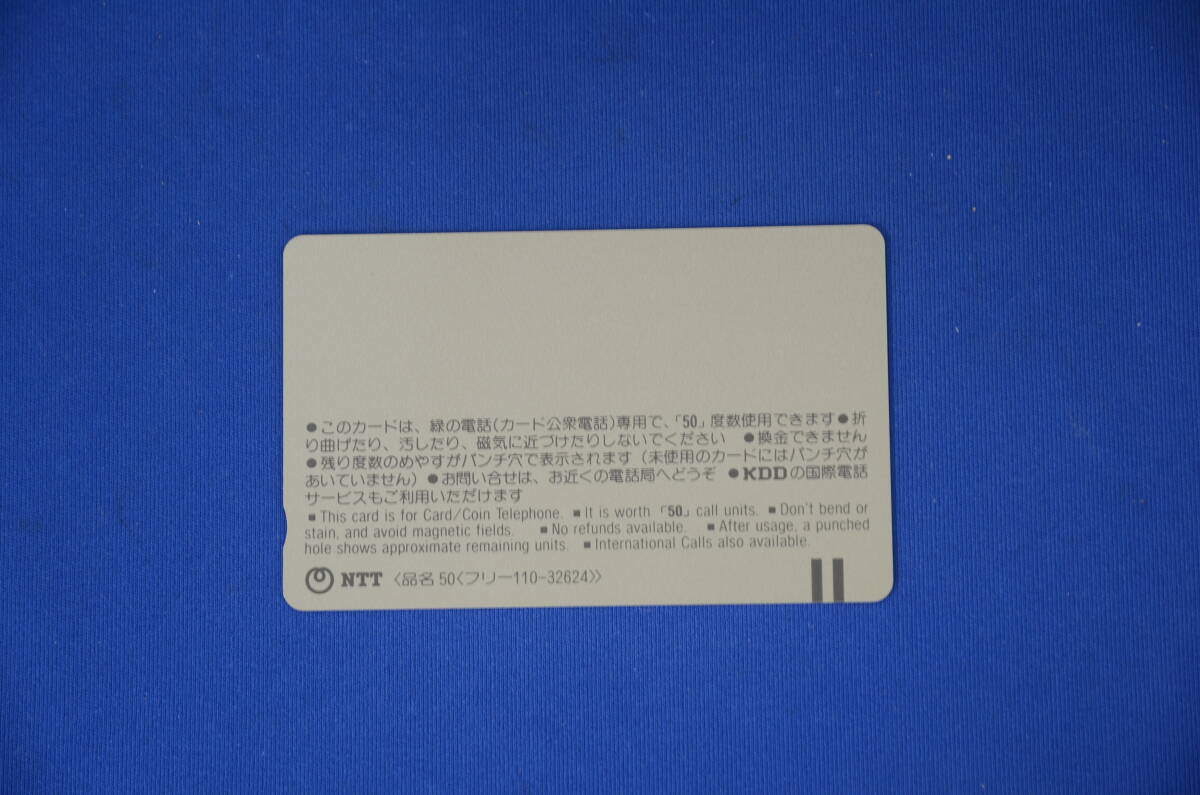 ●このカードは、緑の電話(カード公衆電話)専用で、「50」度数使用できます●折
り曲げたり、汚したり、磁気に近づけたりしないでください ●換金できません
●残り度数のめやすがパンチ穴で表示されます(未使用のカードにはパンチ穴が
あいていません)●お問い合せは、お近くの電話局へどうぞ ●KDDの国際電話
サービスもご利用いただけます
■ This card is for Card/Coin Telephone. ■ It is worth 「50」 call units. ■ Don't bend or
stain, and avoid magnetic fields. ■ No refunds available. ■ After usage, a punched
hole shows approximate remaining units. ■ International Calls also available.
NTT 〈品名 50〈フリー110-32624〉〉